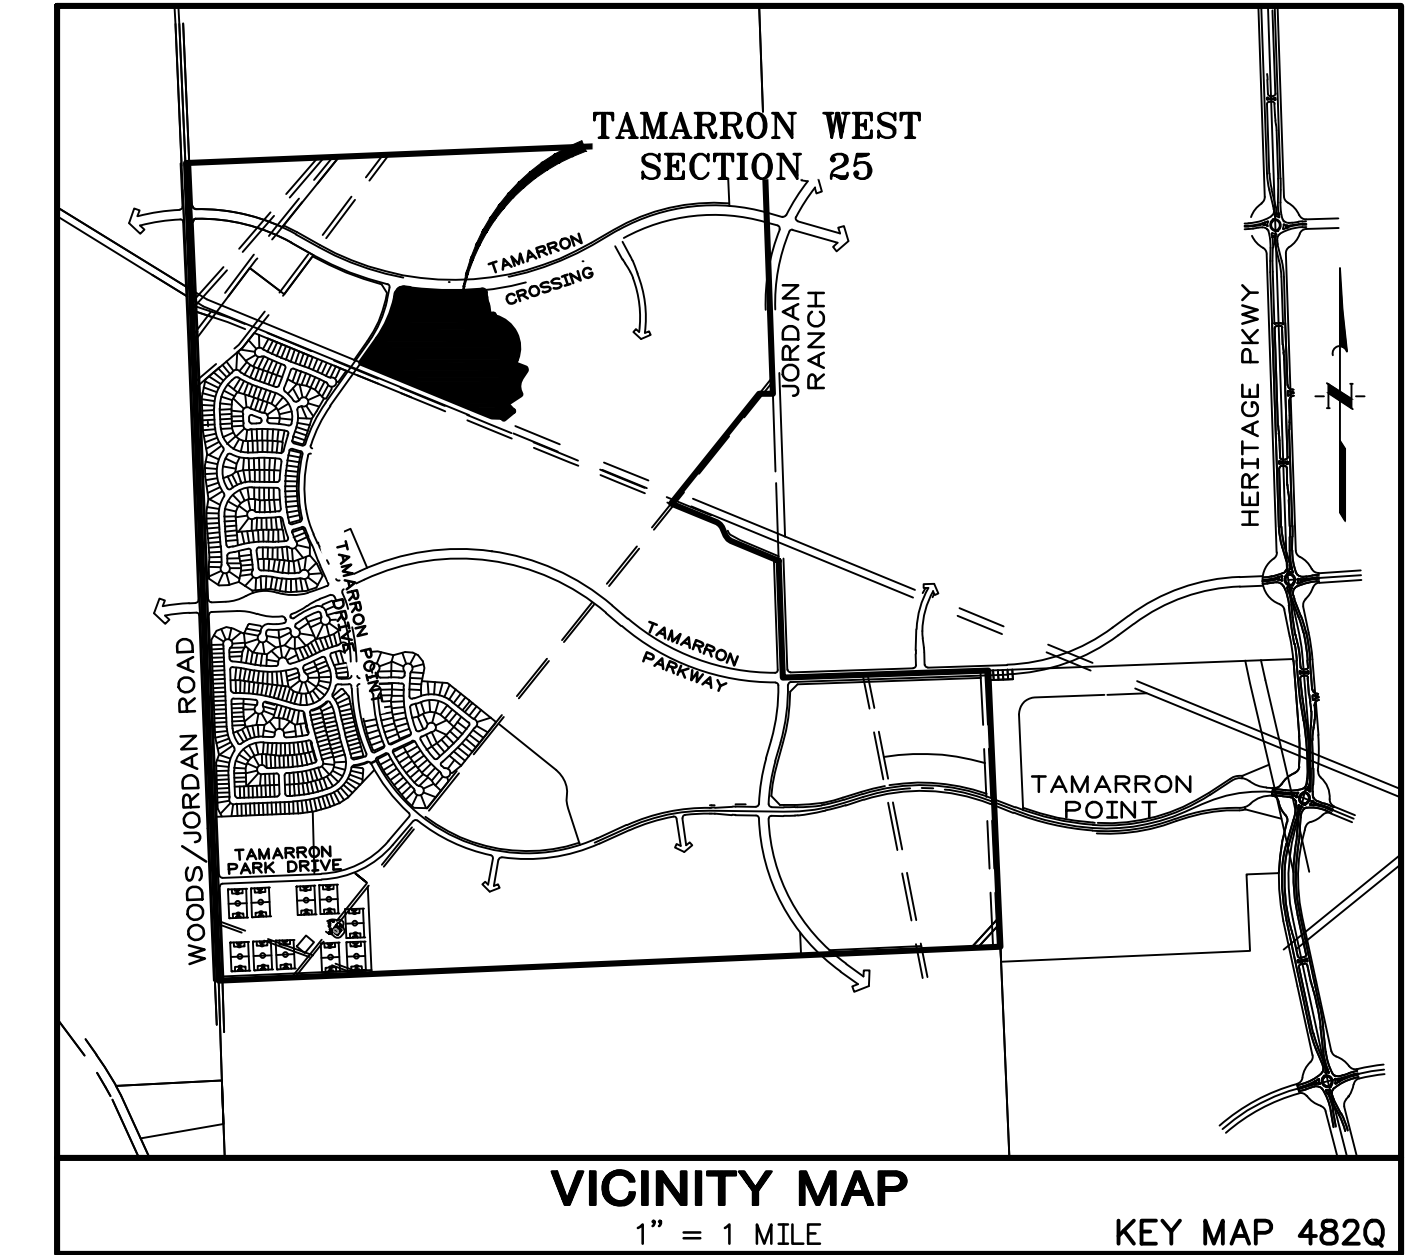 TAMARRON WEST
SECTION 25
TAMARRON
CROSSING
JORDAN
RANCH
HERITAGE PKWY
N
TAMARRON POINT
DRIVE
TAMARRON
PARKWAY
WOODS/JORDAN ROAD
TAMARRON
POINT
TAMARRON
PARK DRIVE
VICINITY MAP
1" = 1 MILE
KEY MAP 482Q